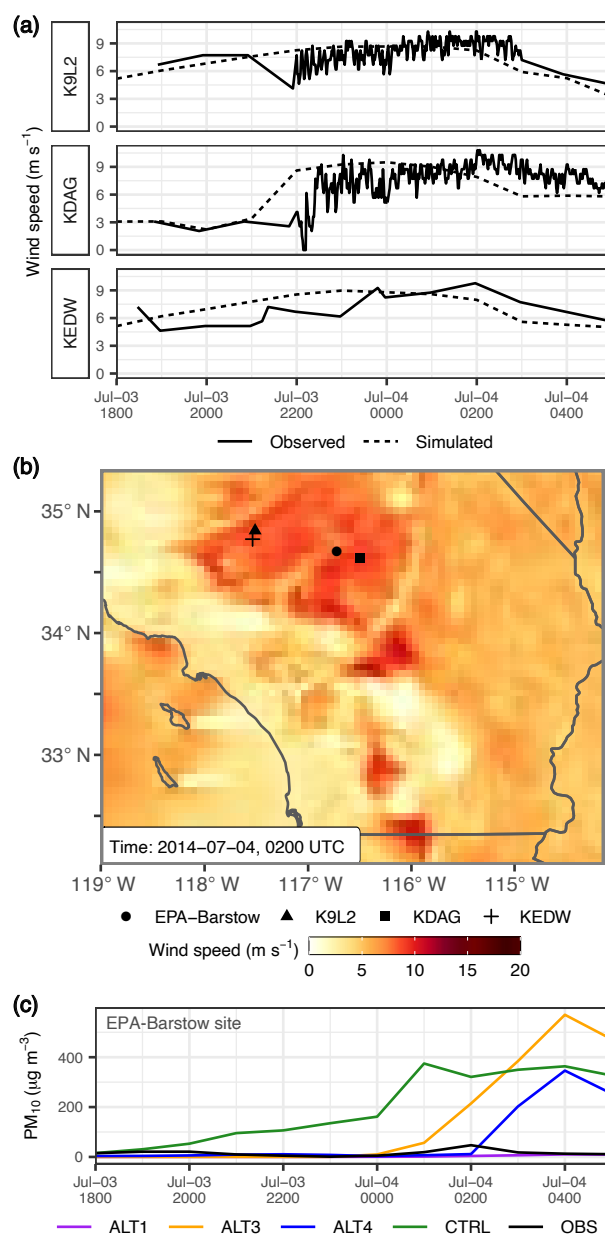 (a)
K9L2
9
6
3
0
Wind speed (m s⁻¹)
KDAG
9
6
3
0
KEDW
9
6
3
0
Jul−03 Jul−03 Jul−03 Jul−04 Jul−04 Jul−04
1800 2000 2200 0000 0200 0400
Observed Simulated
(b)
35° N
34° N
33° N
Time: 2014−07−04, 0200 UTC
119° W 118° W 117° W 116° W 115° W
EPA−Barstow K9L2 KDAG KEDW
Wind speed (m s⁻¹)
0 5 10 15 20
(c)
EPA-Barstow site
PM₁₀ (μg m⁻³)
400
200
0
Jul−03 Jul−03 Jul−03 Jul−04 Jul−04 Jul−04
1800 2000 2200 0000 0200 0400
ALT1 ALT3 ALT4 CTRL OBS